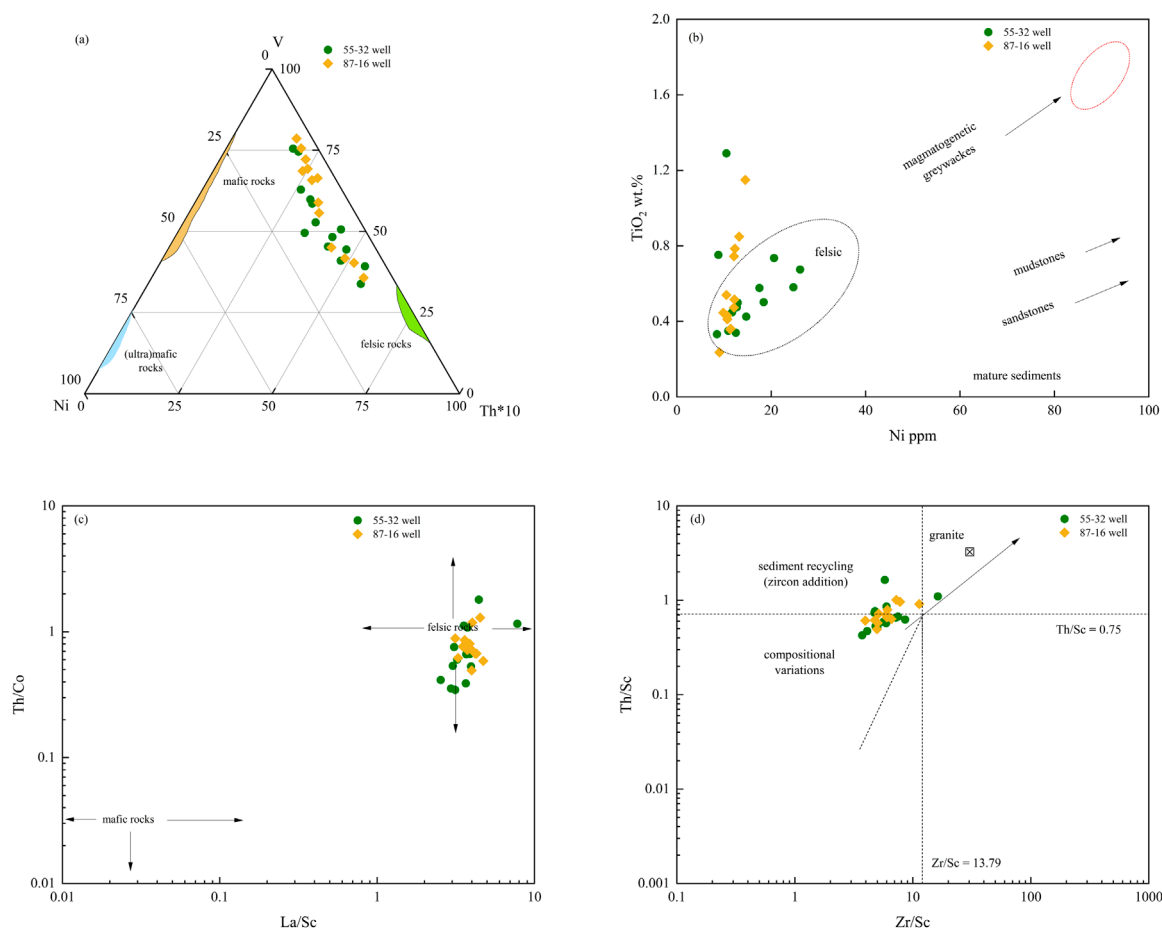 (a)
V
0
100
55-32 well
87-16 well
25
75
mafic rocks
50
50
75
25
(ultra)mafic
rocks
felsic rocks
100
0
Ni
0
25
50
75
100
Th*10
(b)
55-32 well
87-16 well
2.0
1.6
1.2
0.8
0.4
0.0
TiO2 wt.%
magmatogenetic
greywackes
felsic
mudstones
sandstones
mature sediments
0
20
40
60
80
100
Ni ppm
(c)
55-32 well
87-16 well
10
1
0.1
0.01
Th/Co
felsic rocks
mafic rocks
0.01
0.1
1
10
La/Sc
(d)
55-32 well
87-16 well
10
1
0.1
0.01
0.001
Th/Sc
granite
sediment recycling
(zircon addition)
Th/Sc = 0.75
compositional
variations
Zr/Sc = 13.79
0.1
1
10
100
1000
Zr/Sc